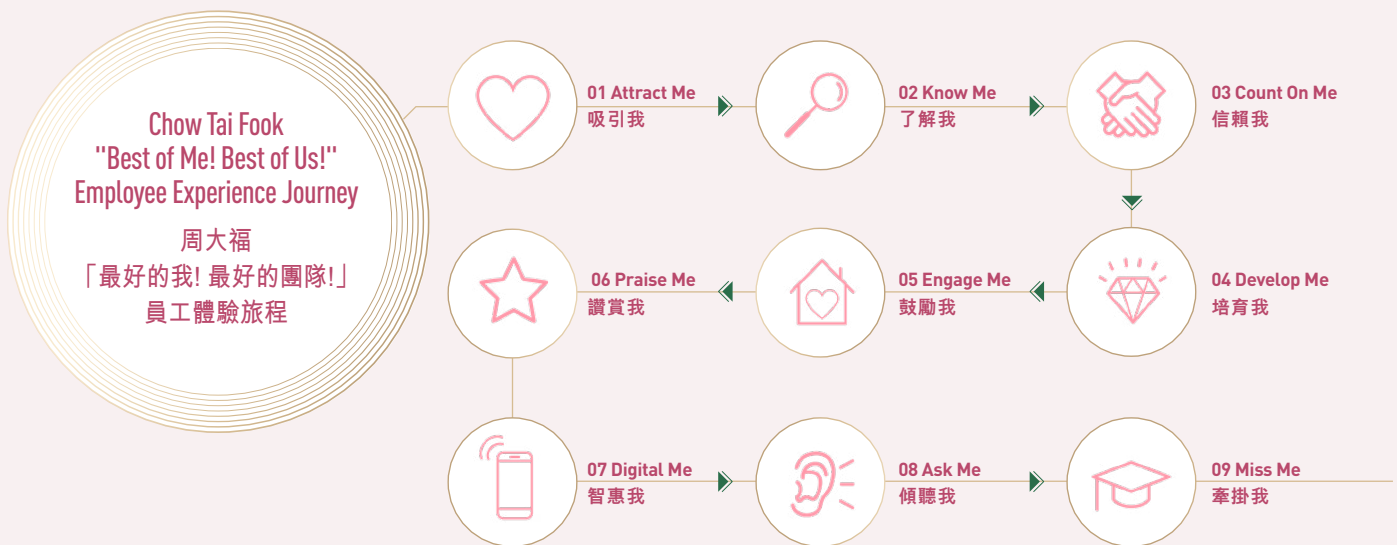 Chow Tai Fook
"Best of Me! Best of Us!"
Employee Experience Journey
周大福
「最好的我! 最好的團隊!」
員工體驗旅程
01 Attract Me
吸引我
02 Know Me
了解我
03 Count On Me
信賴我
04 Develop Me
培育我
05 Engage Me
鼓勵我
06 Praise Me
讚賞我
07 Digital Me
智惠我
08 Ask Me
傾聽我
09 Miss Me
牽掛我